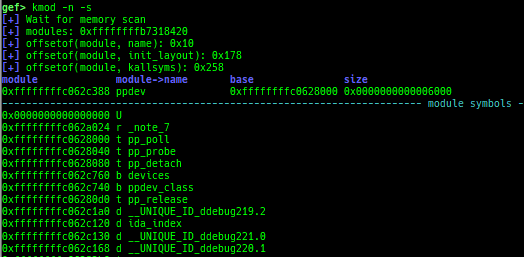 gef> kmod -n -s
[+] Wait for memory scan
[+] modules: 0xffffffffb7318420
[+] offsetof(module, name): 0x10
[+] offsetof(module, init_layout): 0x178
[+] offsetof(module, kallsyms): 0x258
module module->name base size
0xffffffffc062c388 ppdev 0xffffffffc0628000 0x0000000000006000
module symbols
0x0000000000000000 U
0xffffffffc062a024 r _note_7
0xffffffffc0628000 t pp_poll
0xffffffffc0628040 t pp_probe
0xffffffffc0628080 t pp_detach
0xffffffffc062c760 b devices
0xffffffffc062c740 b ppdev_class
0xffffffffc06280d0 t pp_release
0xffffffffc062c1a0 d __UNIQUE_ID_ddebug219.2
0xffffffffc062c120 d ida_index
0xffffffffc062c130 d __UNIQUE_ID_ddebug221.0
0xffffffffc062c168 d __UNIQUE_ID_ddebug220.1